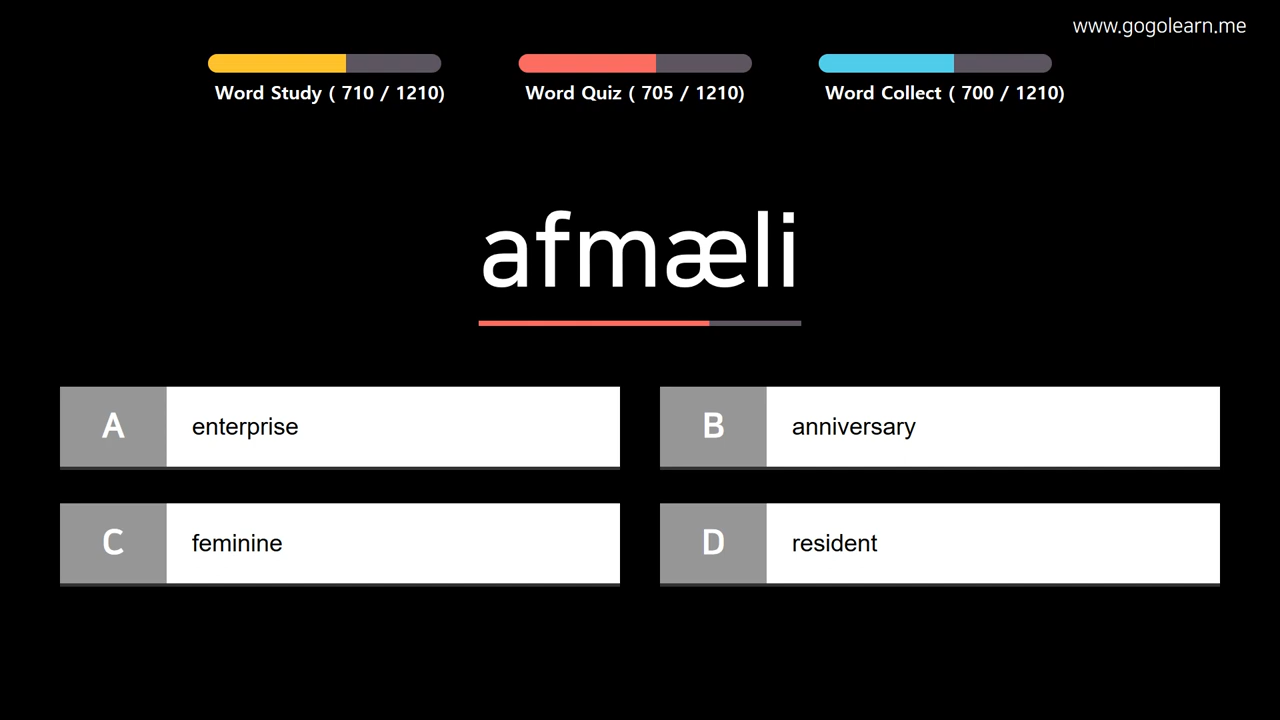 www.gogolearn.me
Word Study ( 710 / 1210)
Word Quiz ( 705 / 1210)
Word Collect ( 700 / 1210)
afmæli
A enterprise
B anniversary
C feminine
D resident